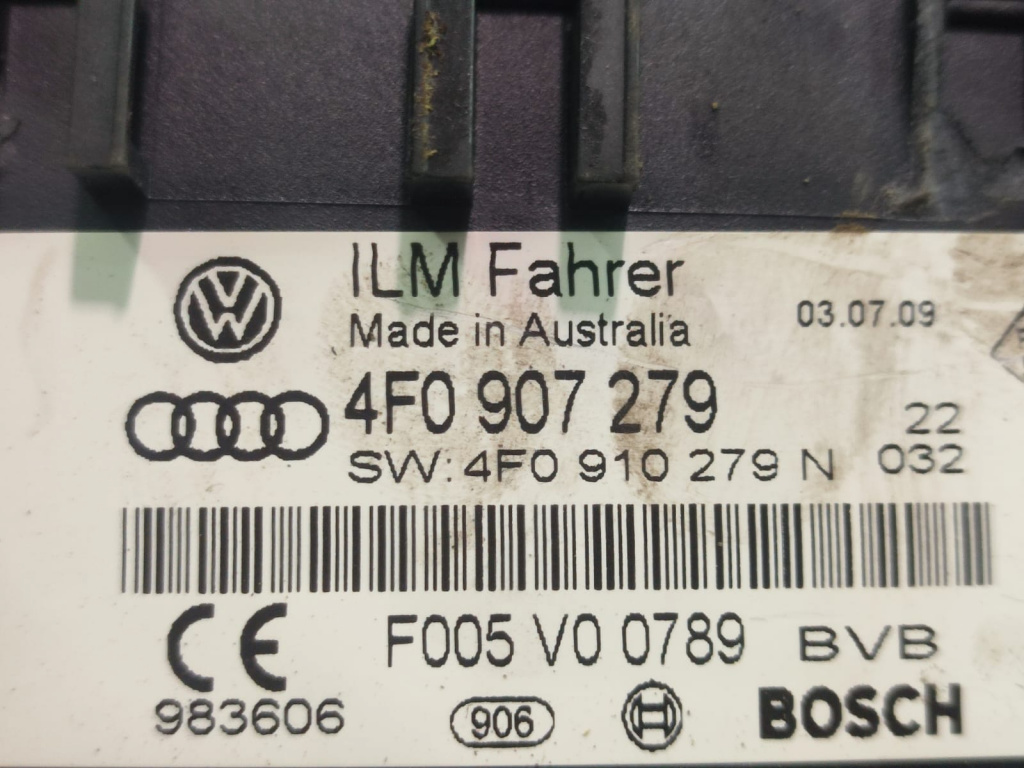 ILM Fahrer
Made in Australia
03.07.09
4F0 907 279
22
SW: 4F0 910 279 N
032
CE
F005 V0 0789
BVB
983606
906
BOSCH